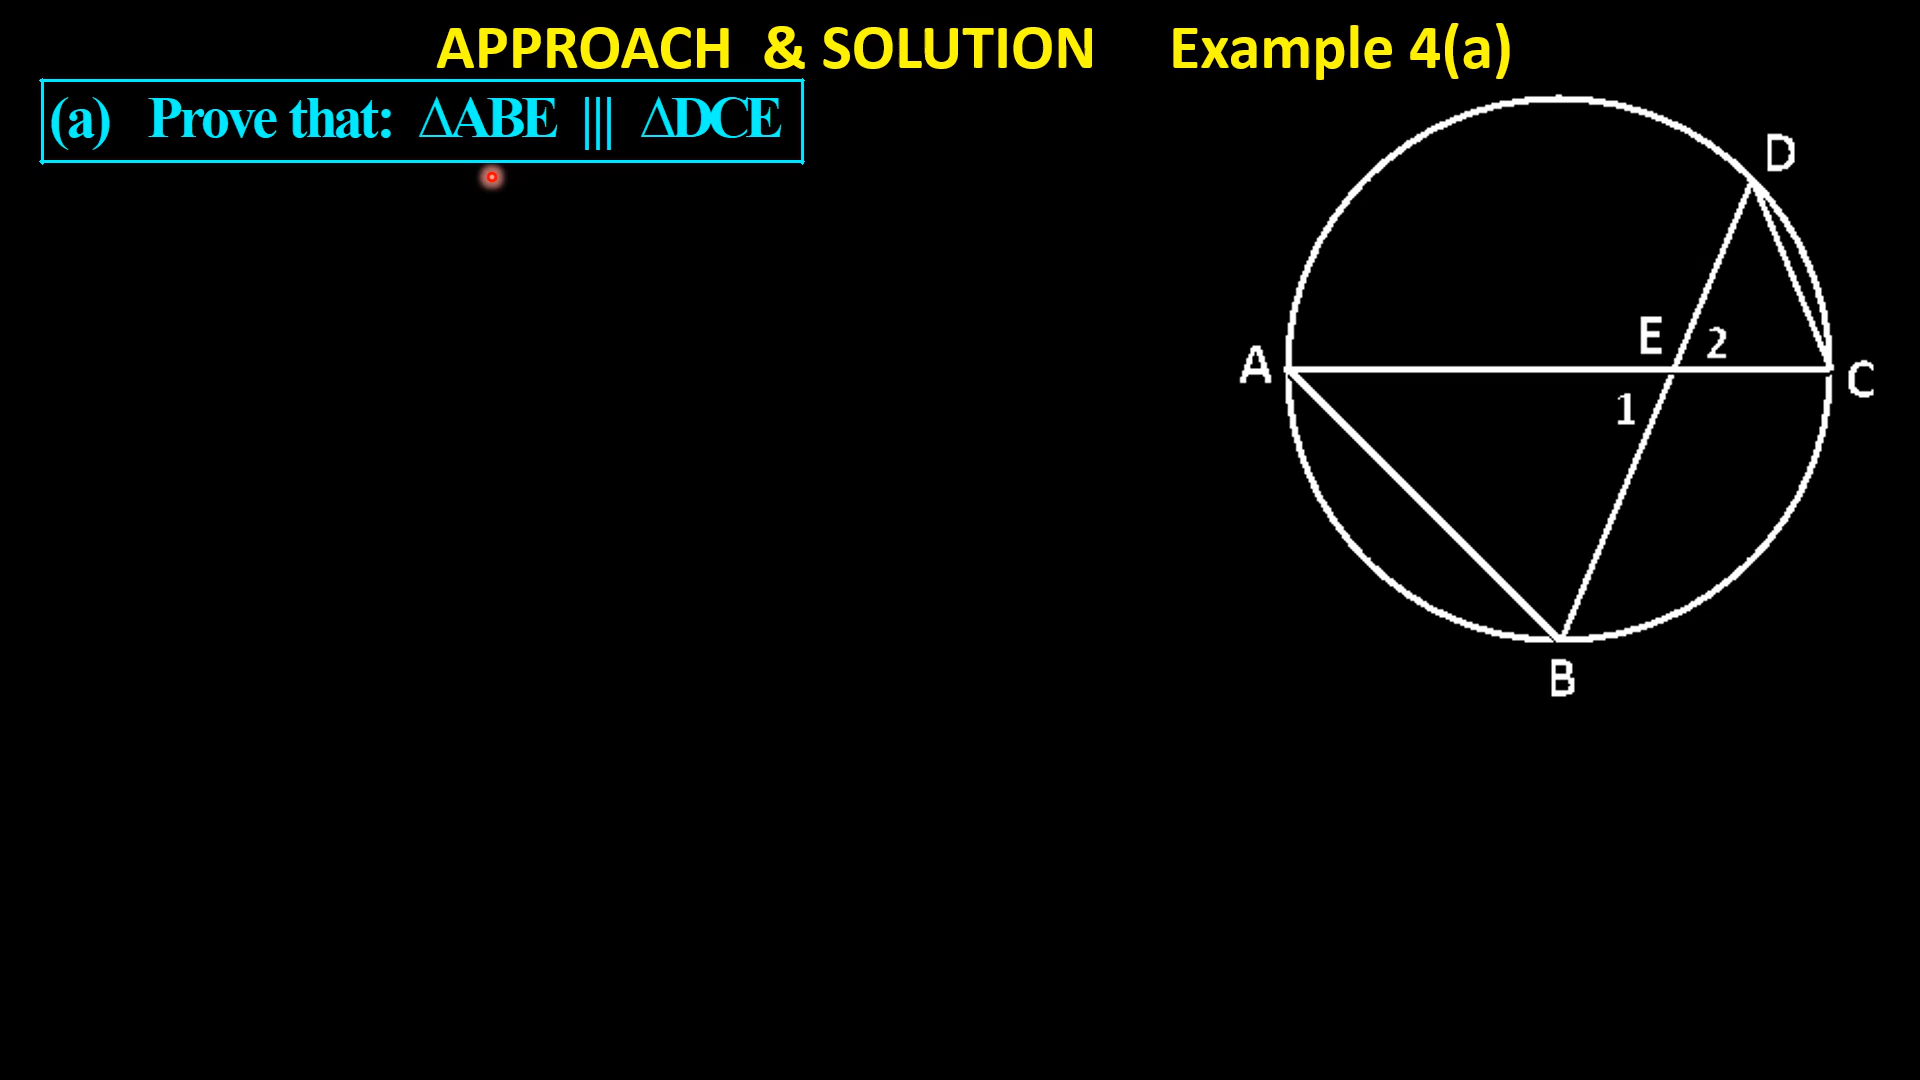 APPROACH & SOLUTION Example 4(a)
(a) Prove that: ΔABE ||| ΔDCE
D
E 2
A
C
1
B